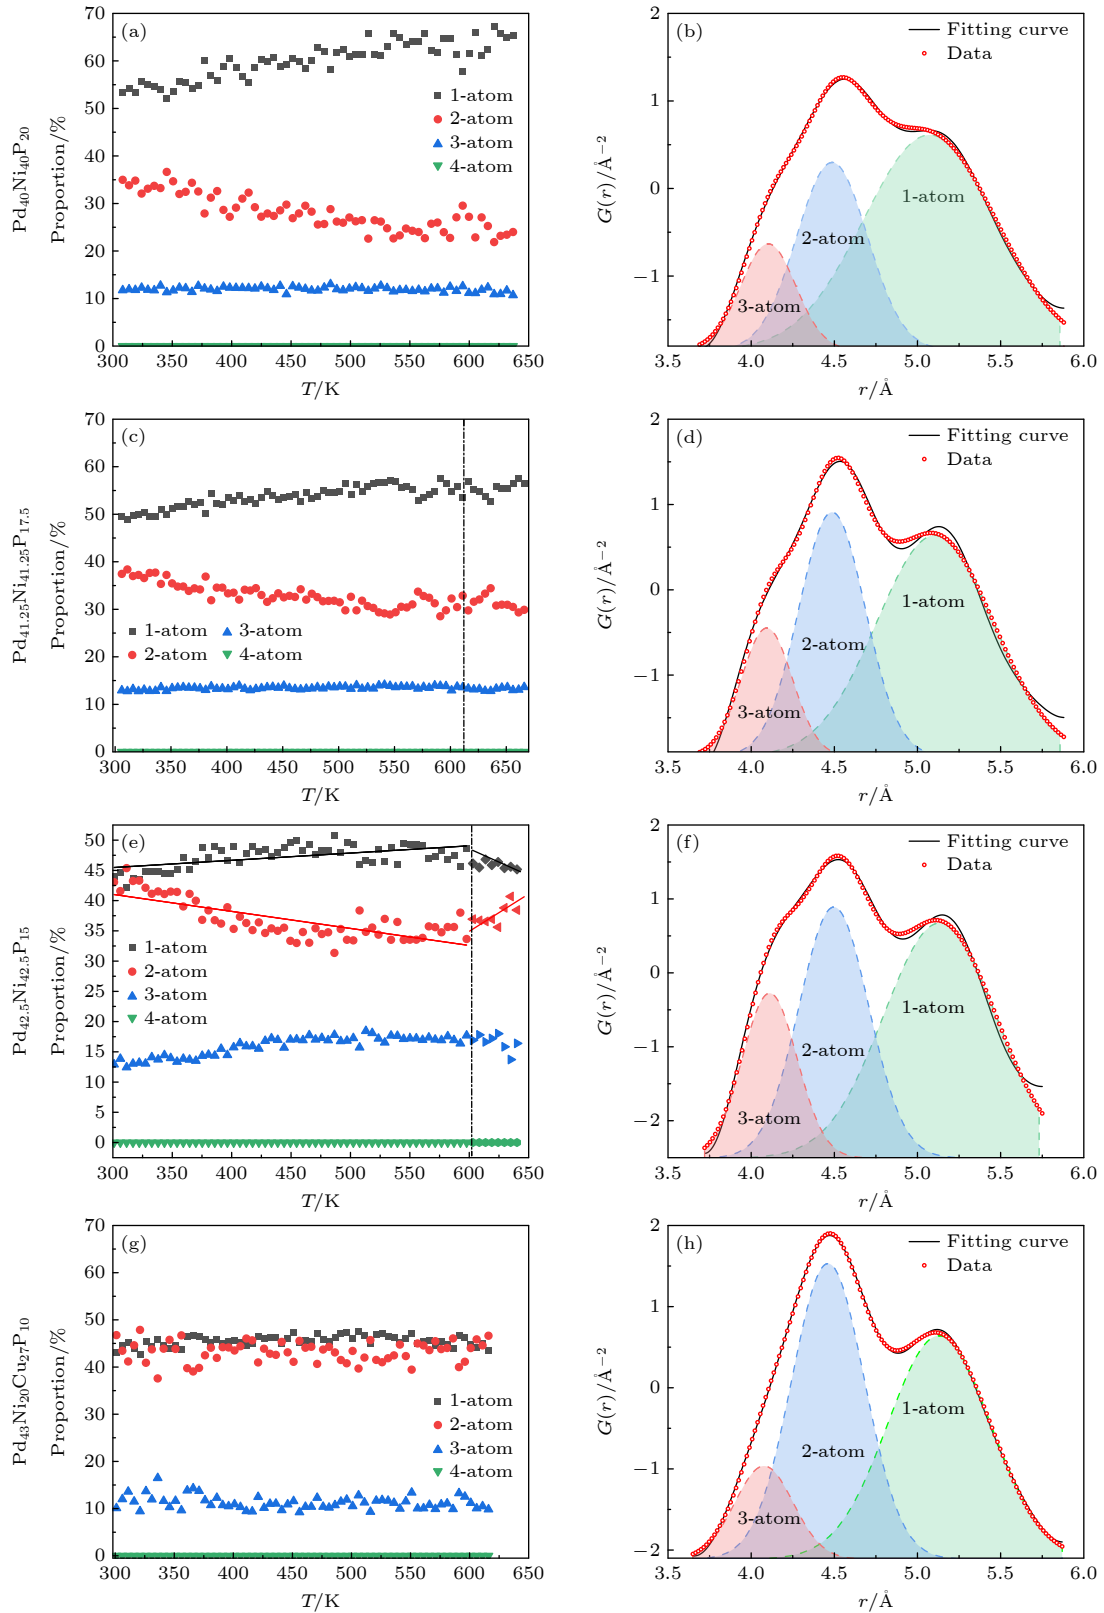 (a)
70
60
50
40
30
20
10
0
Pd40Ni40P20
Proportion/%
1-atom
2-atom
3-atom
4-atom
300 350 400 450 500 550 600 650
T/K
(b)
2
1
0
−1
G(r)/Å−2
Fitting curve
Data
1-atom
2-atom
3-atom
3.5 4.0 4.5 5.0 5.5 6.0
r/Å
(c)
70
60
50
40
30
20
10
0
Pd41.25Ni41.25P17.5
Proportion/%
1-atom 3-atom
2-atom 4-atom
300 350 400 450 500 550 600 650
T/K
(d)
2
1
0
−1
G(r)/Å−2
Fitting curve
Data
1-atom
2-atom
3-atom
3.5 4.0 4.5 5.0 5.5 6.0
r/Å
(e)
50
45
40
35
30
25
20
15
10
5
0
Pd42.5Ni42.5P15
Proportion/%
1-atom
2-atom
3-atom
4-atom
300 350 400 450 500 550 600 650
T/K
(f)
2
1
0
−1
−2
G(r)/Å−2
Fitting curve
Data
1-atom
2-atom
3-atom
3.5 4.0 4.5 5.0 5.5 6.0
r/Å
(g)
70
60
50
40
30
20
10
0
Pd43Ni20Cu27P10
Proportion/%
1-atom
2-atom
3-atom
4-atom
300 350 400 450 500 550 600 650
T/K
(h)
2
1
0
−1
−2
G(r)/Å−2
Fitting curve
Data
1-atom
2-atom
3-atom
3.5 4.0 4.5 5.0 5.5 6.0
r/Å